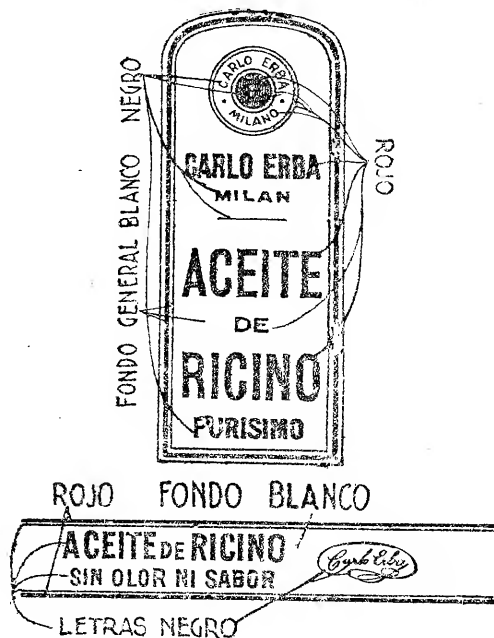 CARLO ERBA
• MILANO •
NEGRO
FONDO GENERAL BLANCO
ROJO
CARLO ERBA
MILAN
ACEITE
DE
RICINO
PURISIMO
ROJO FONDO BLANCO
ACEITE DE RICINO
SIN OLOR NI SABOR
Carlo Erba
LETRAS NEGRO